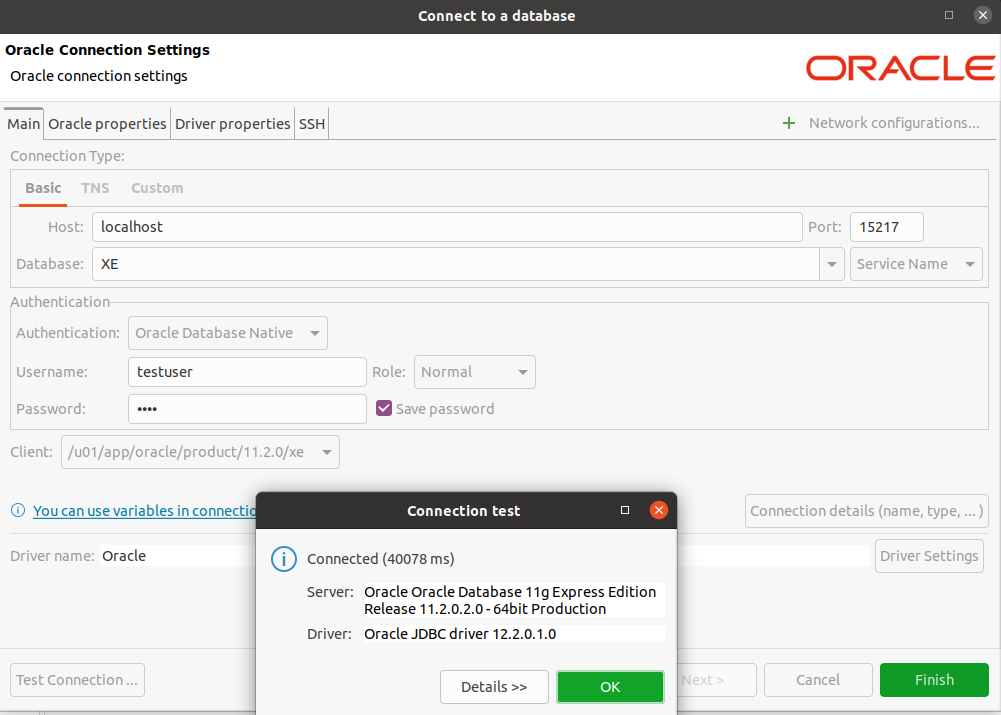 Connect to a database
Oracle Connection Settings
Oracle connection settings
ORACLE
Main Oracle properties Driver properties SSH
+ Network configurations...
Connection Type:
Basic TNS Custom
Host: localhost Port: 15217
Database: XE Service Name
Authentication
Authentication: Oracle Database Native
Username: testuser Role: Normal
Password: •••• Save password
Client: /u01/app/oracle/product/11.2.0/xe
You can use variables in connectio
Connection details (name, type, ... )
Driver name: Oracle Driver Settings
Connection test
Connected (40078 ms)
Server: Oracle Oracle Database 11g Express Edition
Release 11.2.0.2.0 - 64bit Production
Driver: Oracle JDBC driver 12.2.0.1.0
Details >> OK
Test Connection ... Next > Cancel Finish